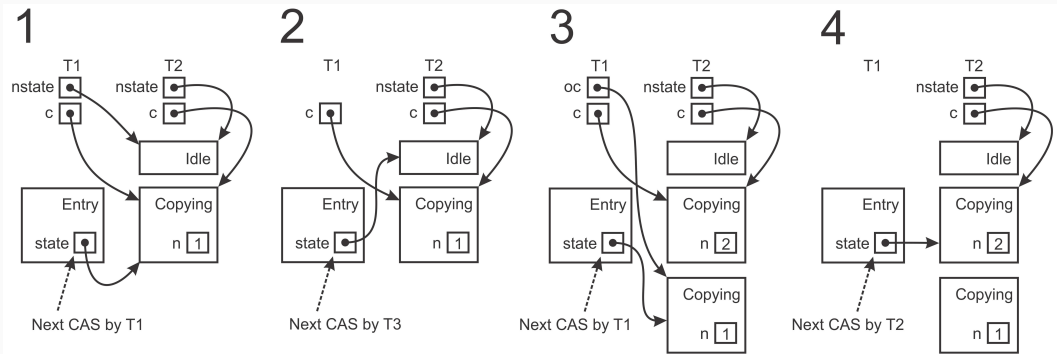 1
T1 T2
nstate nstate
c c
Idle
Entry Copying
state n 1
Next CAS by T1
2
T1 T2
nstate
c c
Idle
Entry Copying
state n 1
Next CAS by T3
3
T1 T2
oc nstate
c c
Idle
Entry Copying
state n 2
Copying
n 1
Next CAS by T1
4
T1 T2
nstate
c
Idle
Entry Copying
state n 2
Copying
n 1
Next CAS by T2